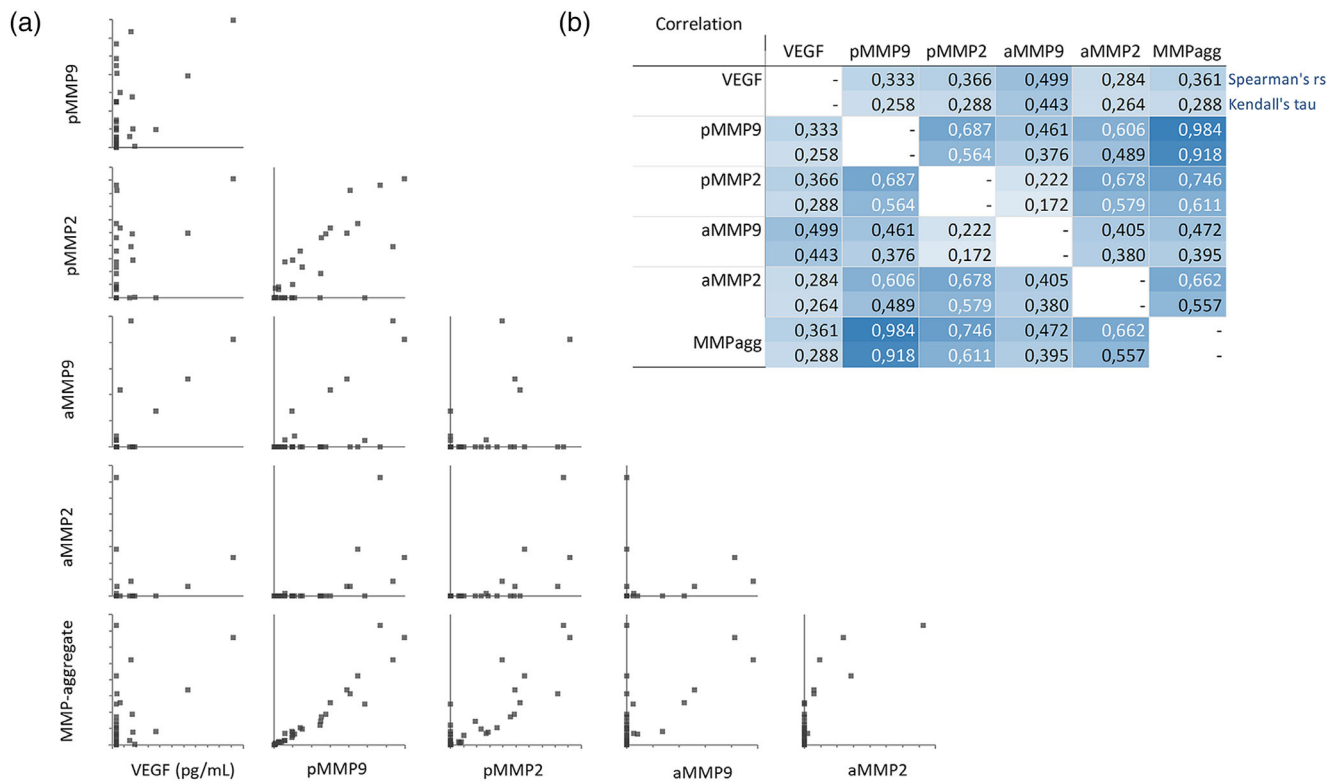 (a)
pMMP9
pMMP2
aMMP9
aMMP2
MMP-aggregate
VEGF (pg/mL) pMMP9 pMMP2 aMMP9 aMMP2
(b)
Correlation
VEGF pMMP9 pMMP2 aMMP9 aMMP2 MMPagg
VEGF - 0,333 0,366 0,499 0,284 0,361 Spearman's rs
- 0,258 0,288 0,443 0,264 0,288 Kendall's tau
pMMP9 0,333 - 0,687 0,461 0,606 0,984
0,258 - 0,564 0,376 0,489 0,918
pMMP2 0,366 0,687 - 0,222 0,678 0,746
0,288 0,564 - 0,172 0,579 0,611
aMMP9 0,499 0,461 0,222 - 0,405 0,472
0,443 0,376 0,172 - 0,380 0,395
aMMP2 0,284 0,606 0,678 0,405 - 0,662
0,264 0,489 0,579 0,380 - 0,557
MMPagg 0,361 0,984 0,746 0,472 0,662 -
0,288 0,918 0,611 0,395 0,557 -